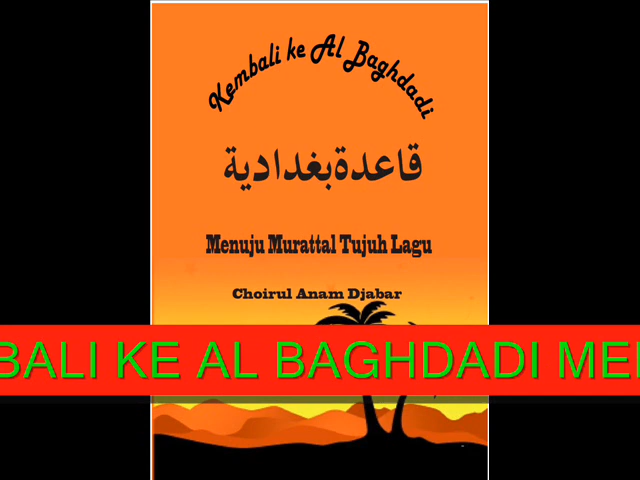 Kembali ke Al Baghdadi
قاعدةبغدادية
Menuju Murattal Tujuh Lagu
Choirul Anam Djabar
BALI KE AL BAGHDADI ME